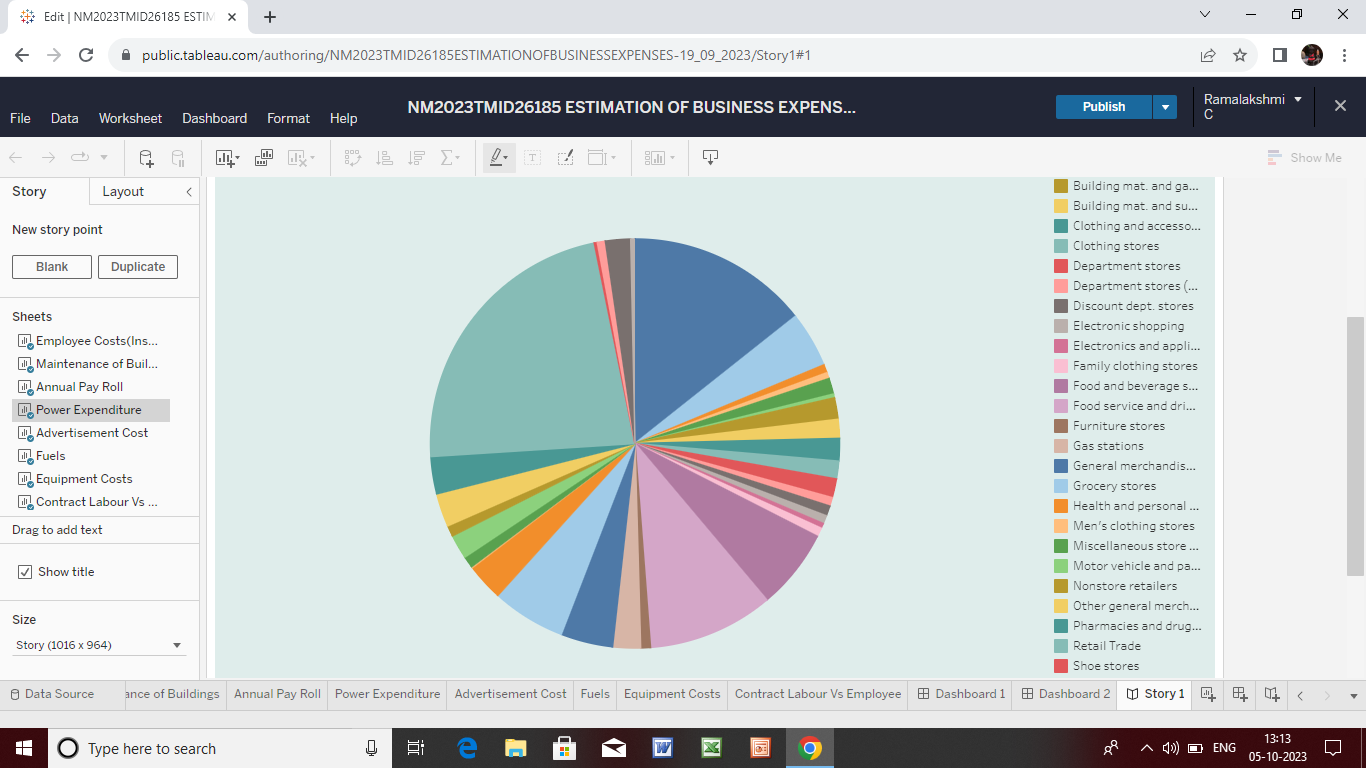 Edit | NM2023TMID26185 ESTIM
public.tableau.com/authoring/NM2023TMID26185ESTIMATIONOFBUSINESSEXPENSES-19_09_2023/Story1#1
NM2023TMID26185 ESTIMATION OF BUSINESS EXPENS...
Publish
Ramalakshmi
C
File Data Worksheet Dashboard Format Help
Show Me
Story Layout
New story point
Blank Duplicate
Sheets
Employee Costs(Ins...
Maintenance of Buil...
Annual Pay Roll
Power Expenditure
Advertisement Cost
Fuels
Equipment Costs
Contract Labour Vs ...
Drag to add text
Show title
Size
Story (1016 x 964)
Building mat. and ga...
Building mat. and su...
Clothing and accesso...
Clothing stores
Department stores
Department stores (...
Discount dept. stores
Electronic shopping
Electronics and appli...
Family clothing stores
Food and beverage s...
Food service and dri...
Furniture stores
Gas stations
General merchandis...
Grocery stores
Health and personal ...
Men's clothing stores
Miscellaneous store ...
Motor vehicle and pa...
Nonstore retailers
Other general merch...
Pharmacies and drug...
Retail Trade
Shoe stores
Data Source ance of Buildings Annual Pay Roll Power Expenditure Advertisement Cost Fuels Equipment Costs Contract Labour Vs Employee Dashboard 1 Dashboard 2 Story 1
Type here to search
ENG
13:13
05-10-2023